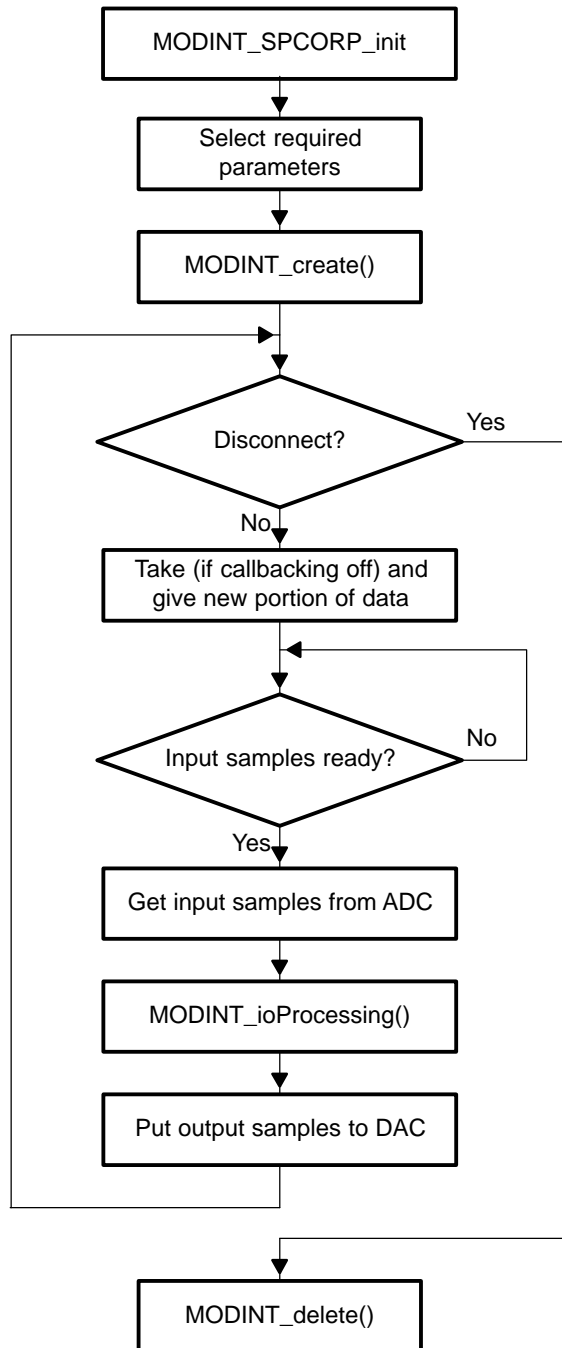 MODINT_SPCORP_init
Select required
parameters
MODINT_create()
Disconnect?
Yes
No
Take (if callbacking off) and
give new portion of data
Input samples ready?
No
Yes
Get input samples from ADC
MODINT_ioProcessing()
Put output samples to DAC
MODINT_delete()